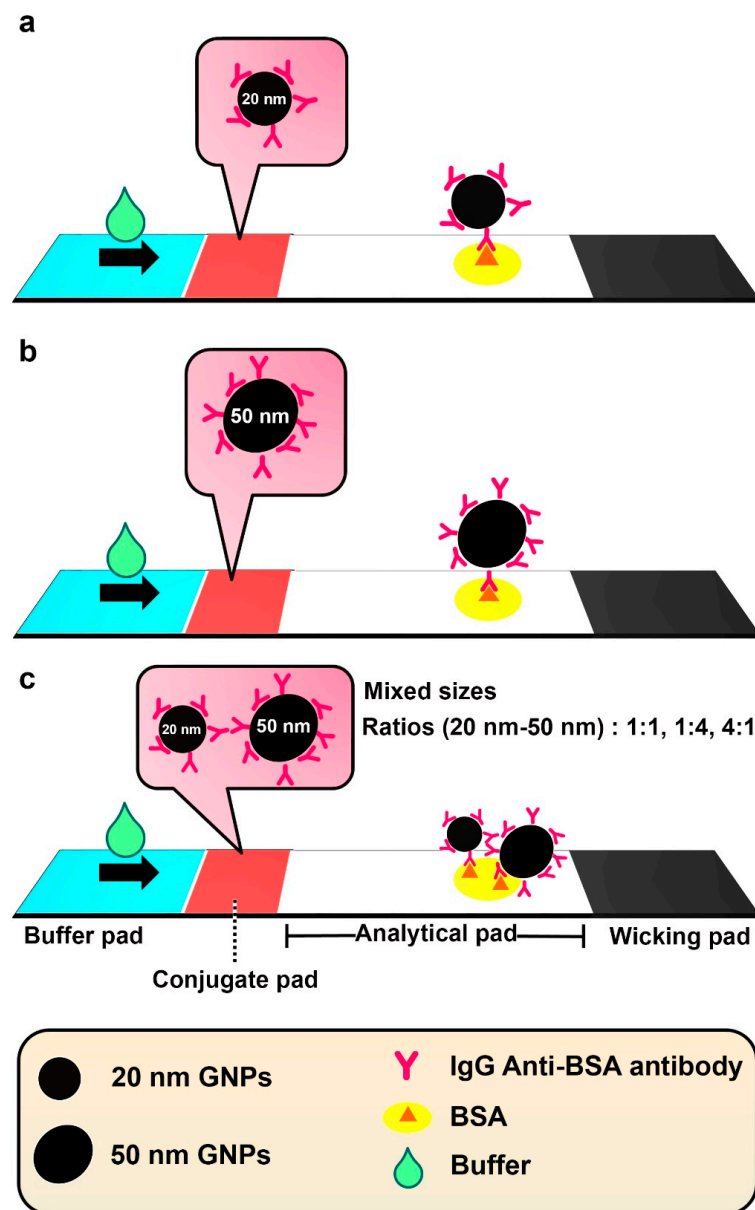 a
20 nm
b
50 nm
c
20 nm
50 nm
Mixed sizes
Ratios (20 nm-50 nm) : 1:1, 1:4, 4:1
Buffer pad
Analytical pad
Wicking pad
Conjugate pad
20 nm GNPs
IgG Anti-BSA antibody
BSA
50 nm GNPs
Buffer